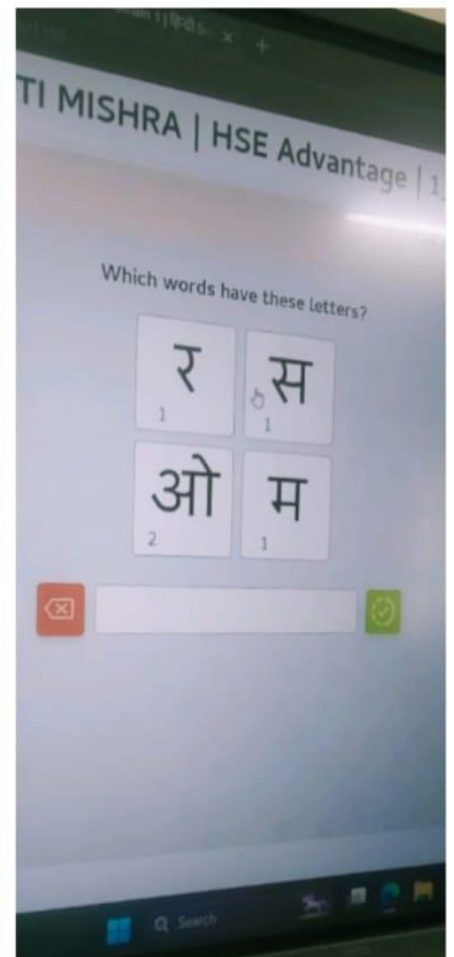 TI MISHRA | HSE Advantage | 1
Which words have these letters?
र स
1 1
ओ म
2 1
Search